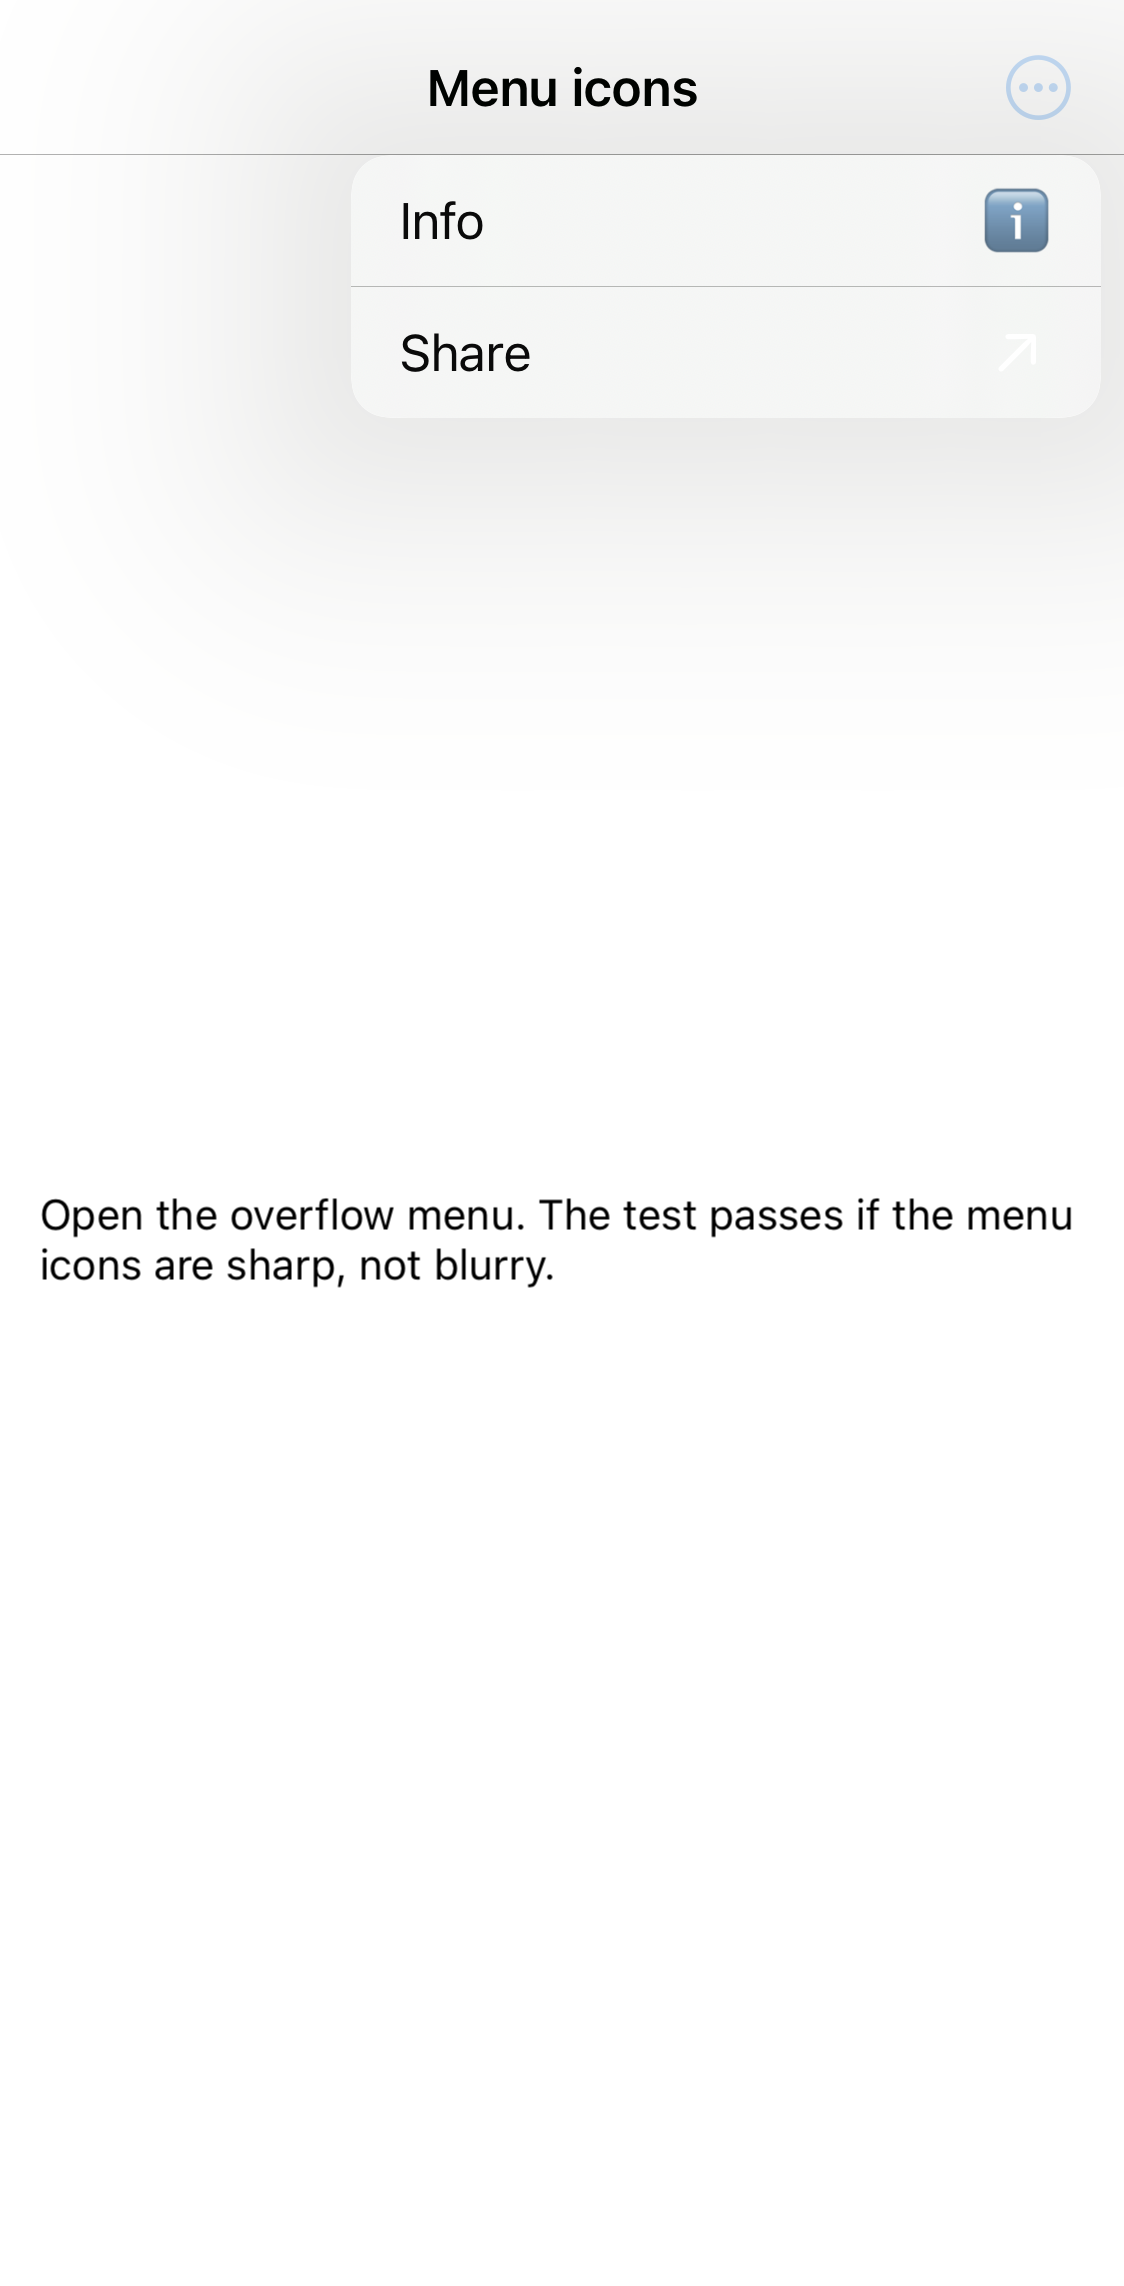 Menu icons
Info ℹ️
Share
Open the overflow menu. The test passes if the menu
icons are sharp, not blurry.